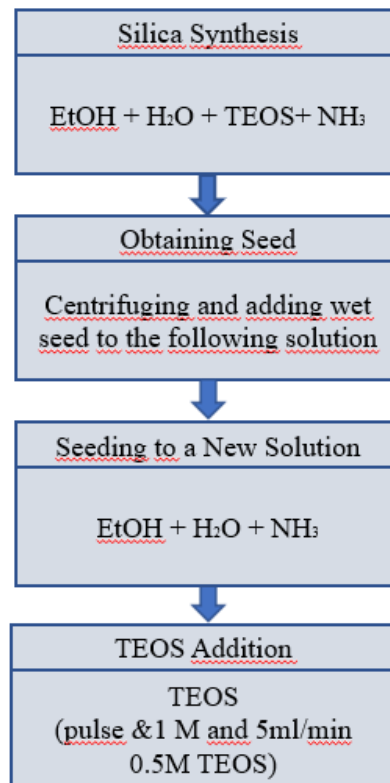 Silica Synthesis
EtOH + H₂O + TEOS+ NH₃
Obtaining Seed
Centrifuging and adding wet
seed to the following solution
Seeding to a New Solution
EtOH + H₂O + NH₃
TEOS Addition
TEOS
(pulse &1 M and 5ml/min
0.5M TEOS)